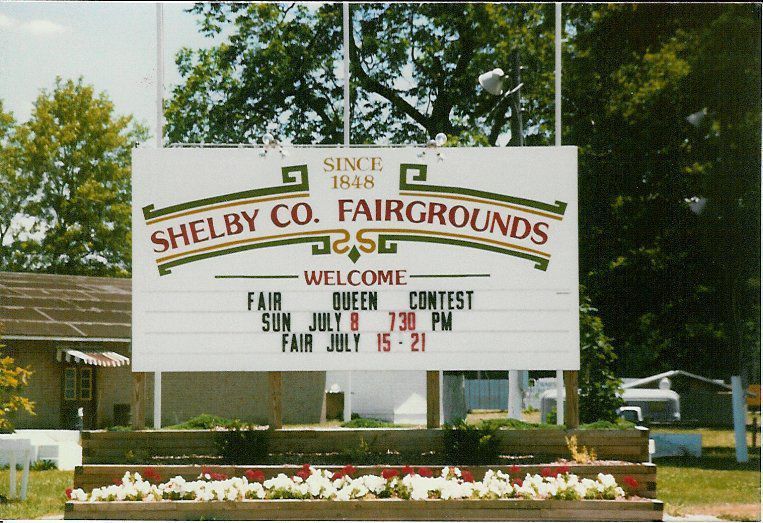 SINCE
1848
SHELBY CO. FAIRGROUNDS
WELCOME
FAIR QUEEN CONTEST
SUN JULY 8 730 PM
FAIR JULY 15 - 21